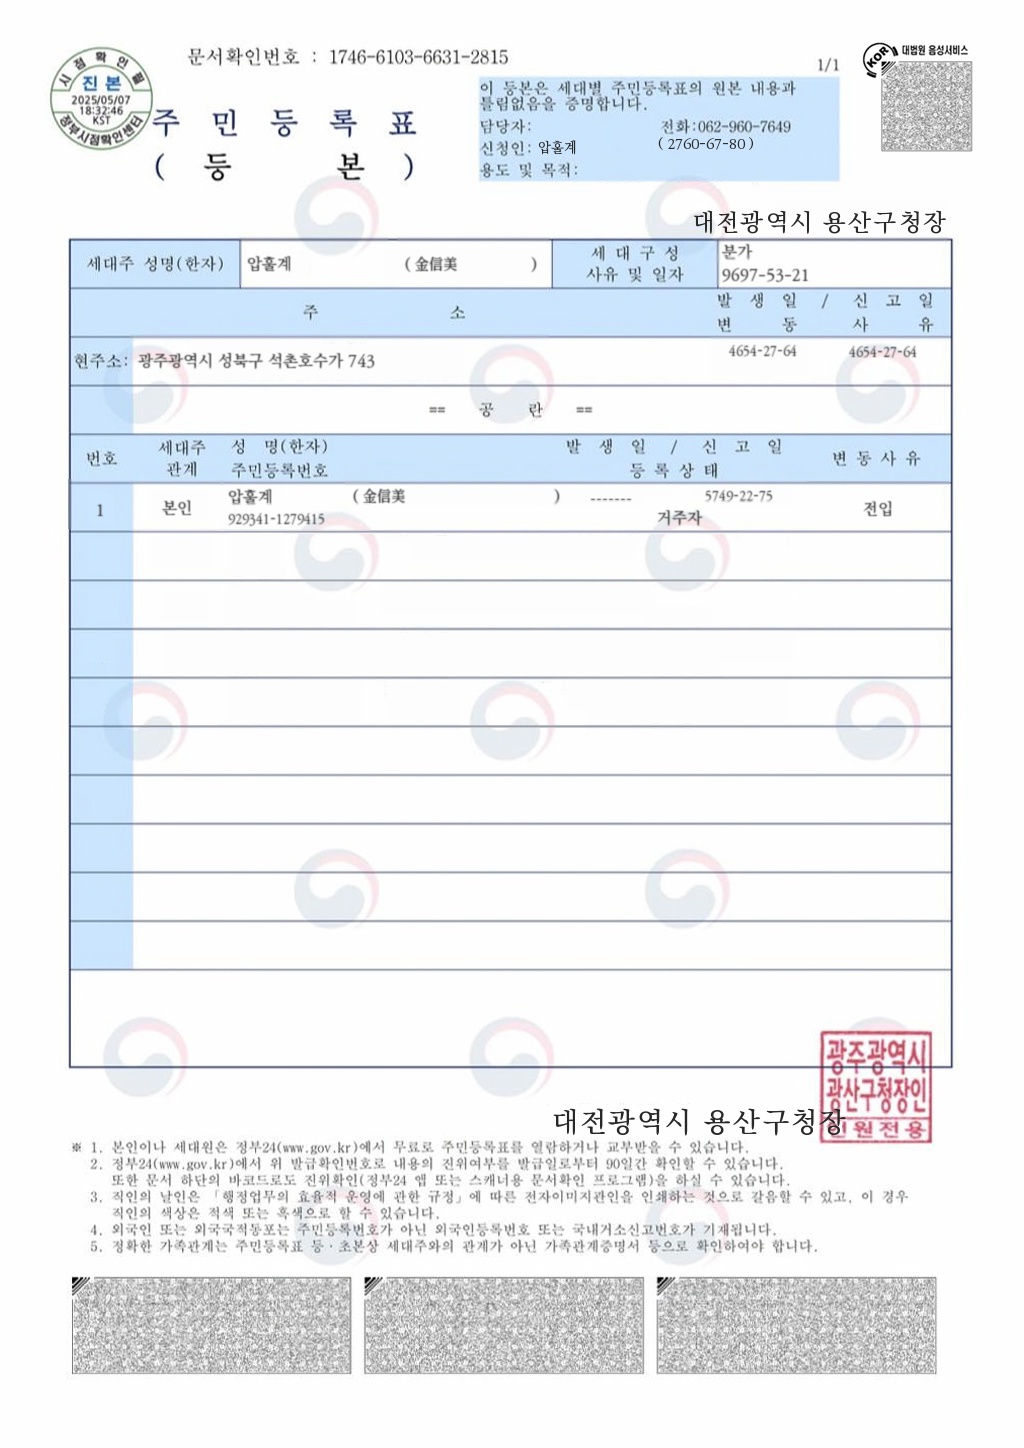 문서확인번호 : 1746-6103-6631-2815
시점확인필
진 본
2025/05/07
18:32:46
KST
정부시점확인센터
주 민 등 록 표
( 등 본 )
1/1
이 등본은 세대별 주민등록표의 원본 내용과
틀림없음을 증명합니다.
담당자: 전화:062-960-7649
신청인: 압홀계 ( 2760-67-80 )
용도 및 목적:
KOR 대법원 음성서비스
대전광역시 용산구청장
세대주 성명(한자) 압홀계 ( 金信美 ) 세 대 구 성 사유 및 일자 분가 9697-53-21
주 소 발 생 일 / 신 고 일
변 동 사 유
현주소: 광주광역시 성북구 석촌호수가 743 4654-27-64 4654-27-64
== 공 란 ==
번호 세대주 관계 성 명(한자) 주민등록번호 발 생 일 / 신 고 일 등 록 상 태 변 동 사 유
1 본인 압홀계 ( 金信美 ) ------- 5749-22-75 전입
929341-1279415 거주자
광주광역시
광산구청장인
민원전용
대전광역시 용산구청장
※ 1. 본인이나 세대원은 정부24(www.gov.kr)에서 무료로 주민등록표를 열람하거나 교부받을 수 있습니다.
2. 정부24(www.gov.kr)에서 위 발급확인번호로 내용의 진위여부를 발급일로부터 90일간 확인할 수 있습니다.
또한 문서 하단의 바코드로도 진위확인(정부24 앱 또는 스캐너용 문서확인 프로그램)을 하실 수 있습니다.
3. 직인의 날인은 「행정업무의 효율적 운영에 관한 규정」에 따른 전자이미지관인을 인쇄하는 것으로 갈음할 수 있고, 이 경우
직인의 색상은 적색 또는 흑색으로 할 수 있습니다.
4. 외국인 또는 외국국적동포는 주민등록번호가 아닌 외국인등록번호 또는 국내거소신고번호가 기재됩니다.
5. 정확한 가족관계는 주민등록표 등·초본상 세대주와의 관계가 아닌 가족관계증명서 등으로 확인하여야 합니다.